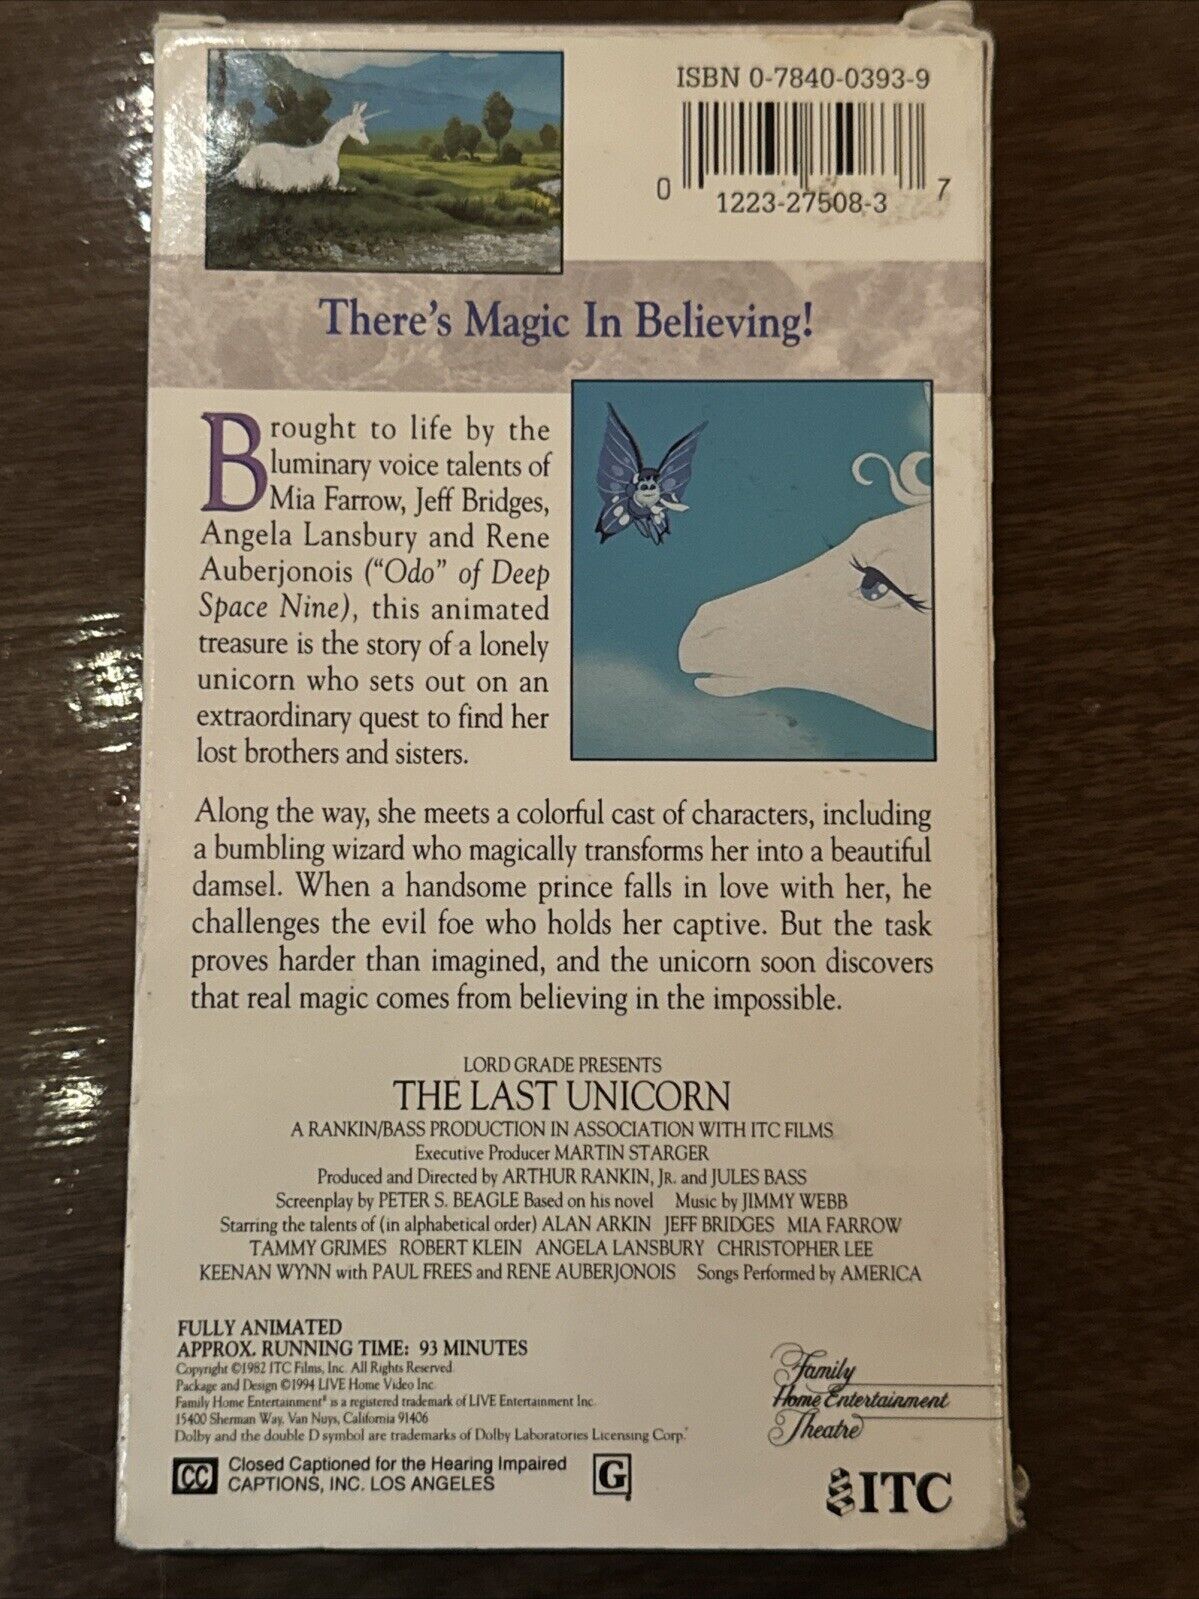 ISBN 0-7840-0393-9
0 1223-27508-3 7
There's Magic In Believing!
Brought to life by the
luminary voice talents of
Mia Farrow, Jeff Bridges,
Angela Lansbury and Rene
Auberjonois ("Odo" of Deep
Space Nine), this animated
treasure is the story of a lonely
unicorn who sets out on an
extraordinary quest to find her
lost brothers and sisters.
Along the way, she meets a colorful cast of characters, including
a bumbling wizard who magically transforms her into a beautiful
damsel. When a handsome prince falls in love with her, he
challenges the evil foe who holds her captive. But the task
proves harder than imagined, and the unicorn soon discovers
that real magic comes from believing in the impossible.
LORD GRADE PRESENTS
THE LAST UNICORN
A RANKIN/BASS PRODUCTION IN ASSOCIATION WITH ITC FILMS
Executive Producer MARTIN STARGER
Produced and Directed by ARTHUR RANKIN, JR. and JULES BASS
Screenplay by PETER S. BEAGLE Based on his novel Music by JIMMY WEBB
Starring the talents of (in alphabetical order) ALAN ARKIN JEFF BRIDGES MIA FARROW
TAMMY GRIMES ROBERT KLEIN ANGELA LANSBURY CHRISTOPHER LEE
KEENAN WYNN with PAUL FREES and RENE AUBERJONOIS Songs Performed by AMERICA
FULLY ANIMATED
APPROX. RUNNING TIME: 93 MINUTES
Copyright ©1982 ITC Films, Inc. All Rights Reserved.
Package and Design ©1994 LIVE Home Video Inc.
Family Home Entertainment® is a registered trademark of LIVE Entertainment Inc.
15400 Sherman Way, Van Nuys, California 91406
Dolby and the double D symbol are trademarks of Dolby Laboratories Licensing Corp.
CC Closed Captioned for the Hearing Impaired
CAPTIONS, INC. LOS ANGELES
G
Family
Home Entertainment
Theatre
ITC